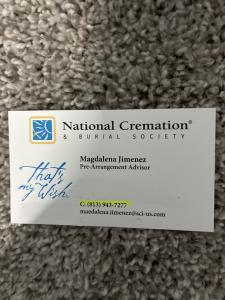 National Cremation®
& BURIAL SOCIETY
Magdalena Jimenez
Pre-Arrangement Advisor
That's
my Wish.
C: (813) 943-7277
magdalena.jimenez@sci-us.com